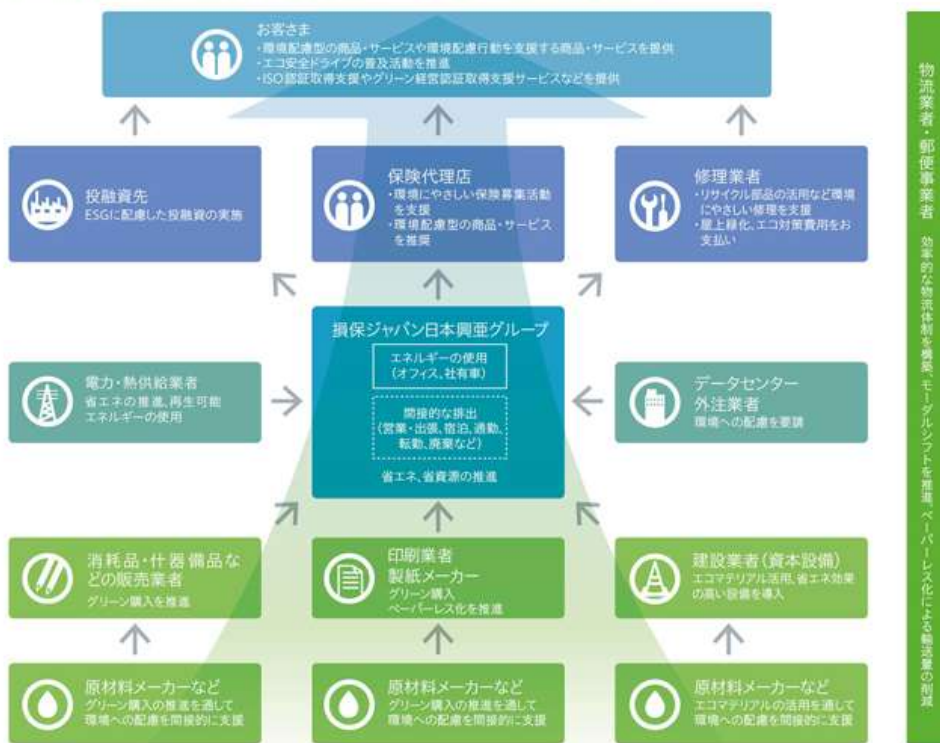 お客さま
・環境配慮型の商品・サービスや環境配慮行動を支援する商品・サービスを提供
・エコ安全ドライブの普及活動を推進
・ISO認証取得支援やグリーン経営認証取得支援サービスなどを提供
投融資先
ESGに配慮した投融資の実施
保険代理店
・環境にやさしい保険募集活動
を支援
・環境配慮型の商品・サービス
を推奨
修理業者
・リサイクル部品の活用など環境
にやさしい修理を支援
・屋上緑化、エコ対策費用をお
支払い
損保ジャパン日本興亜グループ
エネルギーの使用
(オフィス、社有車)
間接的な排出
(営業・出張、宿泊、通勤、
転勤、廃棄など)
省エネ、省資源の推進
電力・熱供給業者
省エネの推進、再生可能
エネルギーの使用
データセンター
外注業者
環境への配慮を要請
消耗品・什器備品な
どの販売業者
グリーン購入を推進
印刷業者
製紙メーカー
グリーン購入
ペーパーレス化を推進
建設業者(資本設備)
エコマテリアル活用、省エネ効果
の高い設備を導入
原材料メーカーなど
グリーン購入の推進を通して
環境への配慮を間接的に支援
原材料メーカーなど
グリーン購入の推進を通して
環境への配慮を間接的に支援
原材料メーカーなど
エコマテリアルの活用を通して
環境への配慮を間接的に支援
物流業者・郵便事業者 効率的な物流体制を構築、モーダルシフトを推進、ペーパーレス化による輸送量の削減